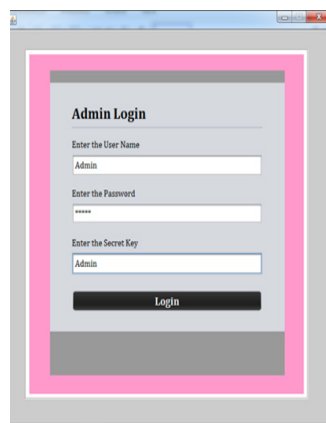 Admin Login
Enter the User Name
Admin
Enter the Password
*****
Enter the Secret Key
Admin
Login